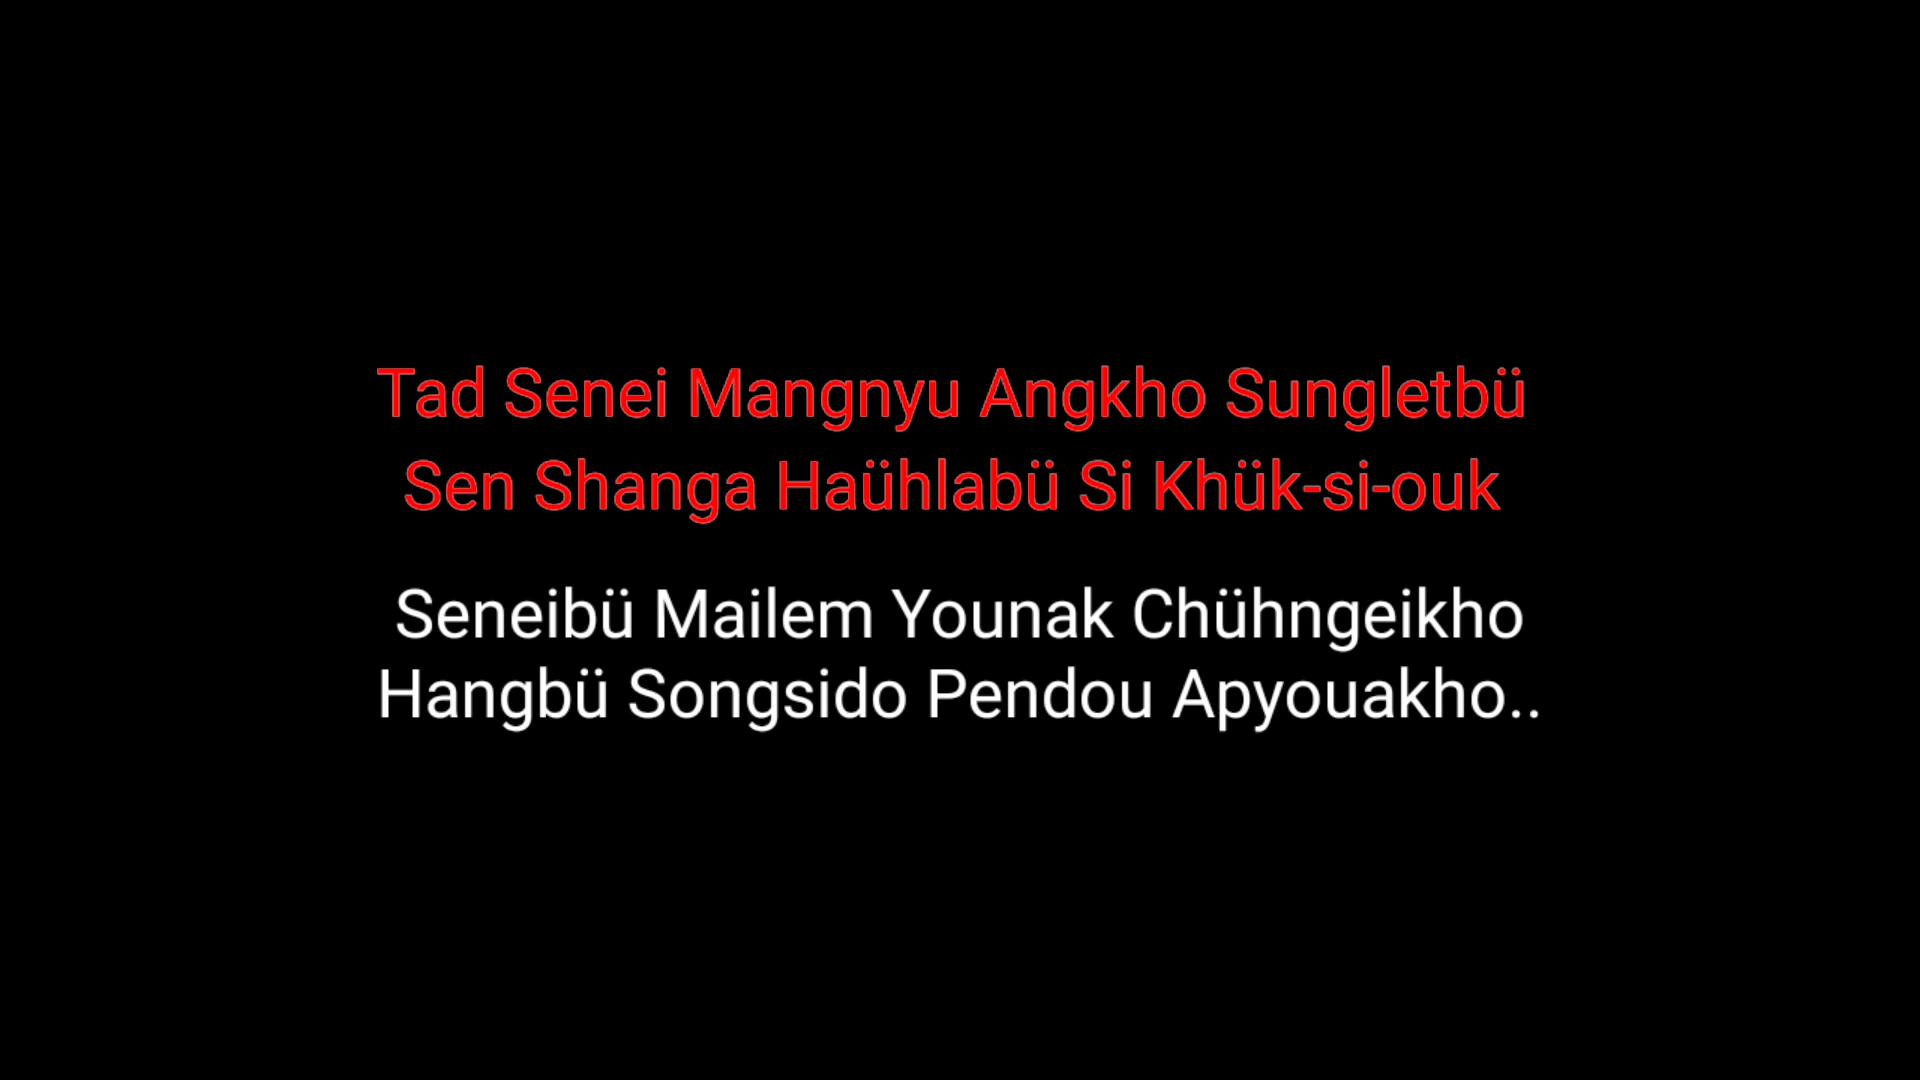 Tad Senei Mangnyu Angkho Sungletbü
Sen Shanga Haühlabü Si Khük-si-ouk
Seneibü Mailem Younak Chühngeikho
Hangbü Songsido Pendou Apyouakho..